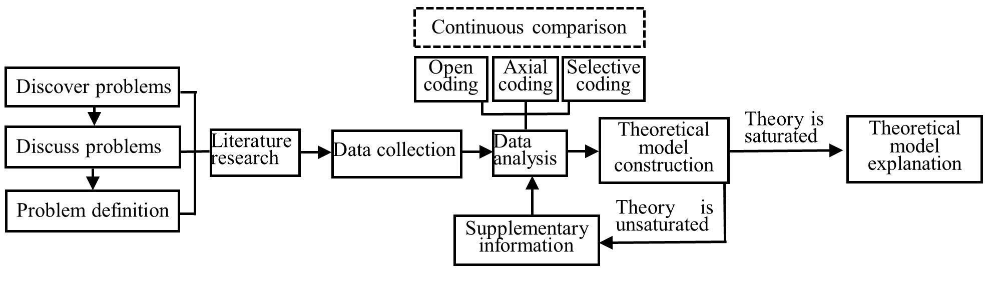 Continuous comparison
Open
coding
Axial
coding
Selective
coding
Discover problems
Discuss problems
Problem definition
Literature
research
Data collection
Data
analysis
Theoretical
model
construction
Theory is
saturated
Theoretical
model
explanation
Theory is
unsaturated
Supplementary
information